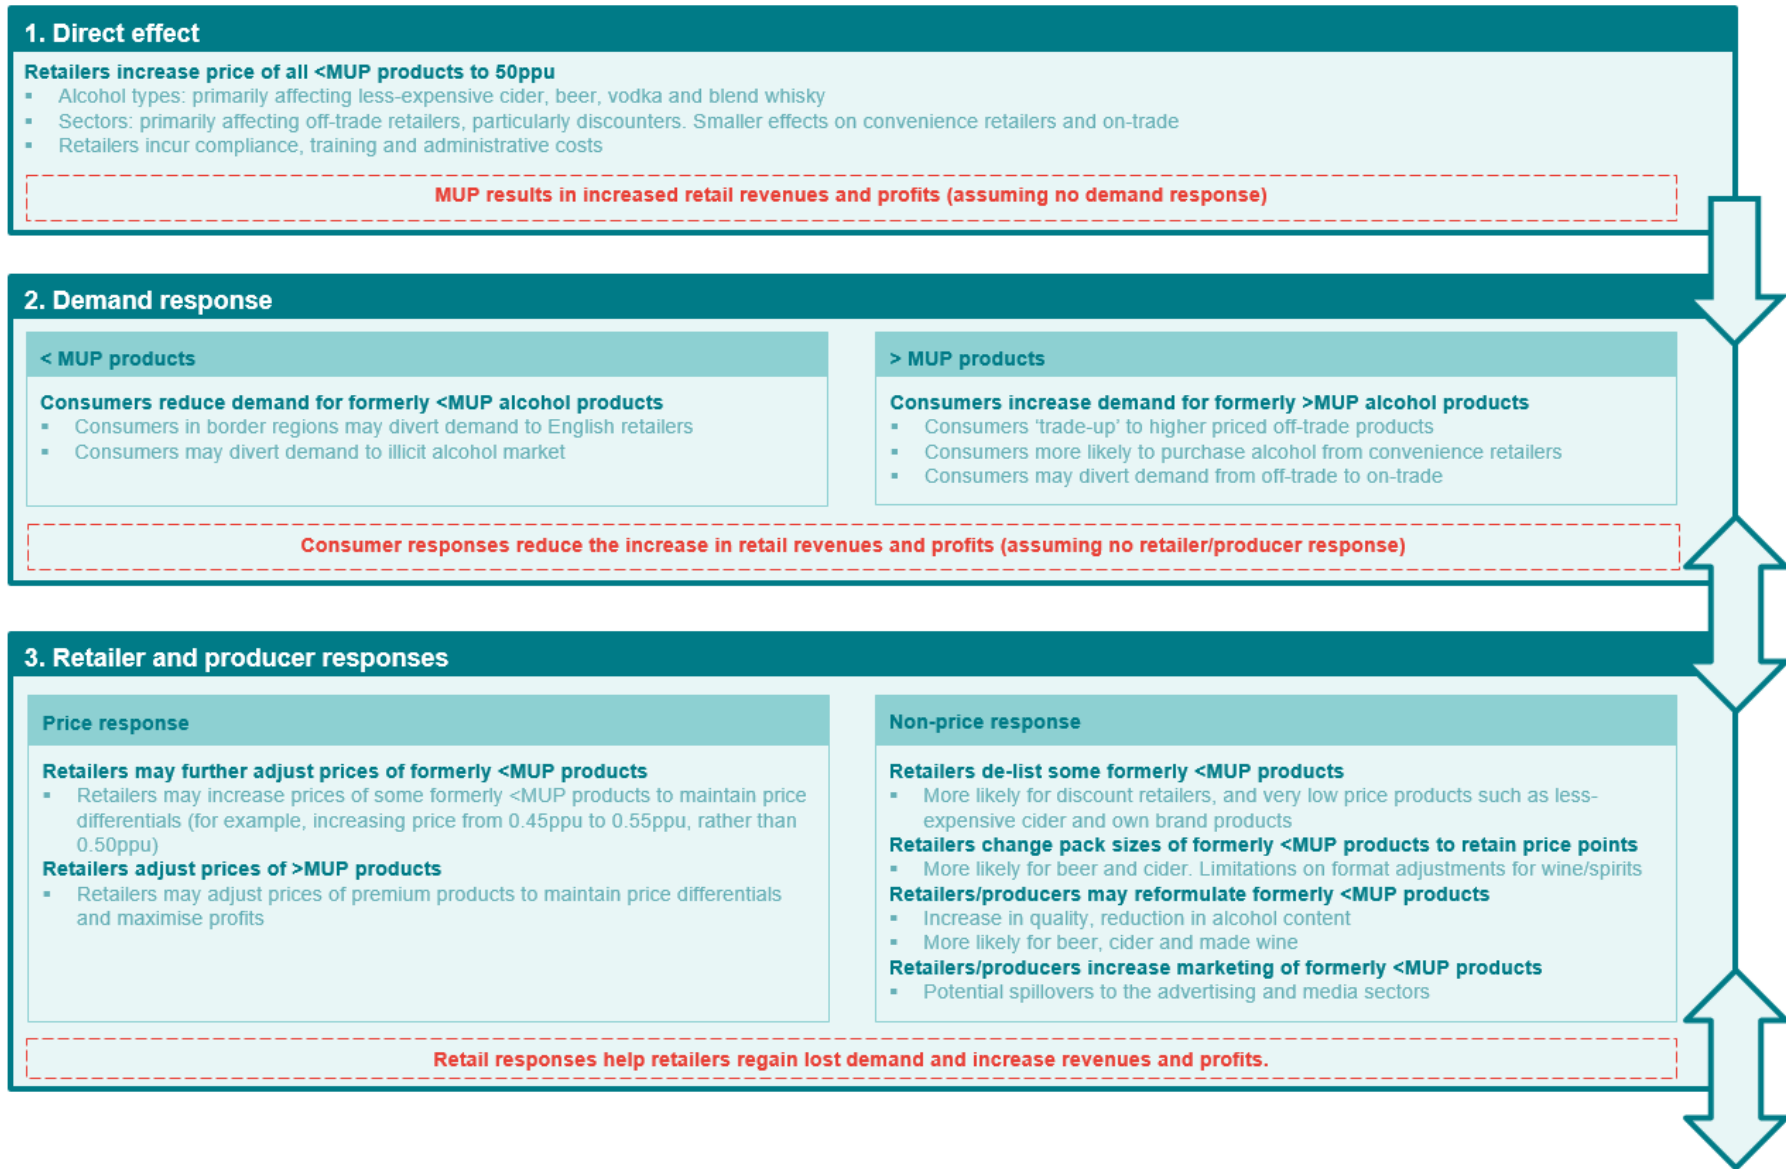 1. Direct effect
Retailers increase price of all <MUP products to 50ppu
▪ Alcohol types: primarily affecting less-expensive cider, beer, vodka and blend whisky
▪ Sectors: primarily affecting off-trade retailers, particularly discounters. Smaller effects on convenience retailers and on-trade
▪ Retailers incur compliance, training and administrative costs
MUP results in increased retail revenues and profits (assuming no demand response)
2. Demand response
< MUP products
Consumers reduce demand for formerly <MUP alcohol products
▪ Consumers in border regions may divert demand to English retailers
▪ Consumers may divert demand to illicit alcohol market
> MUP products
Consumers increase demand for formerly >MUP alcohol products
▪ Consumers 'trade-up' to higher priced off-trade products
▪ Consumers more likely to purchase alcohol from convenience retailers
▪ Consumers may divert demand from off-trade to on-trade
Consumer responses reduce the increase in retail revenues and profits (assuming no retailer/producer response)
3. Retailer and producer responses
Price response
Retailers may further adjust prices of formerly <MUP products
▪ Retailers may increase prices of some formerly <MUP products to maintain price
differentials (for example, increasing price from 0.45ppu to 0.55ppu, rather than
0.50ppu)
Retailers adjust prices of >MUP products
▪ Retailers may adjust prices of premium products to maintain price differentials
and maximise profits
Non-price response
Retailers de-list some formerly <MUP products
▪ More likely for discount retailers, and very low price products such as less-
expensive cider and own brand products
Retailers change pack sizes of formerly <MUP products to retain price points
▪ More likely for beer and cider. Limitations on format adjustments for wine/spirits
Retailers/producers may reformulate formerly <MUP products
▪ Increase in quality, reduction in alcohol content
▪ More likely for beer, cider and made wine
Retailers/producers increase marketing of formerly <MUP products
▪ Potential spillovers to the advertising and media sectors
Retail responses help retailers regain lost demand and increase revenues and profits.